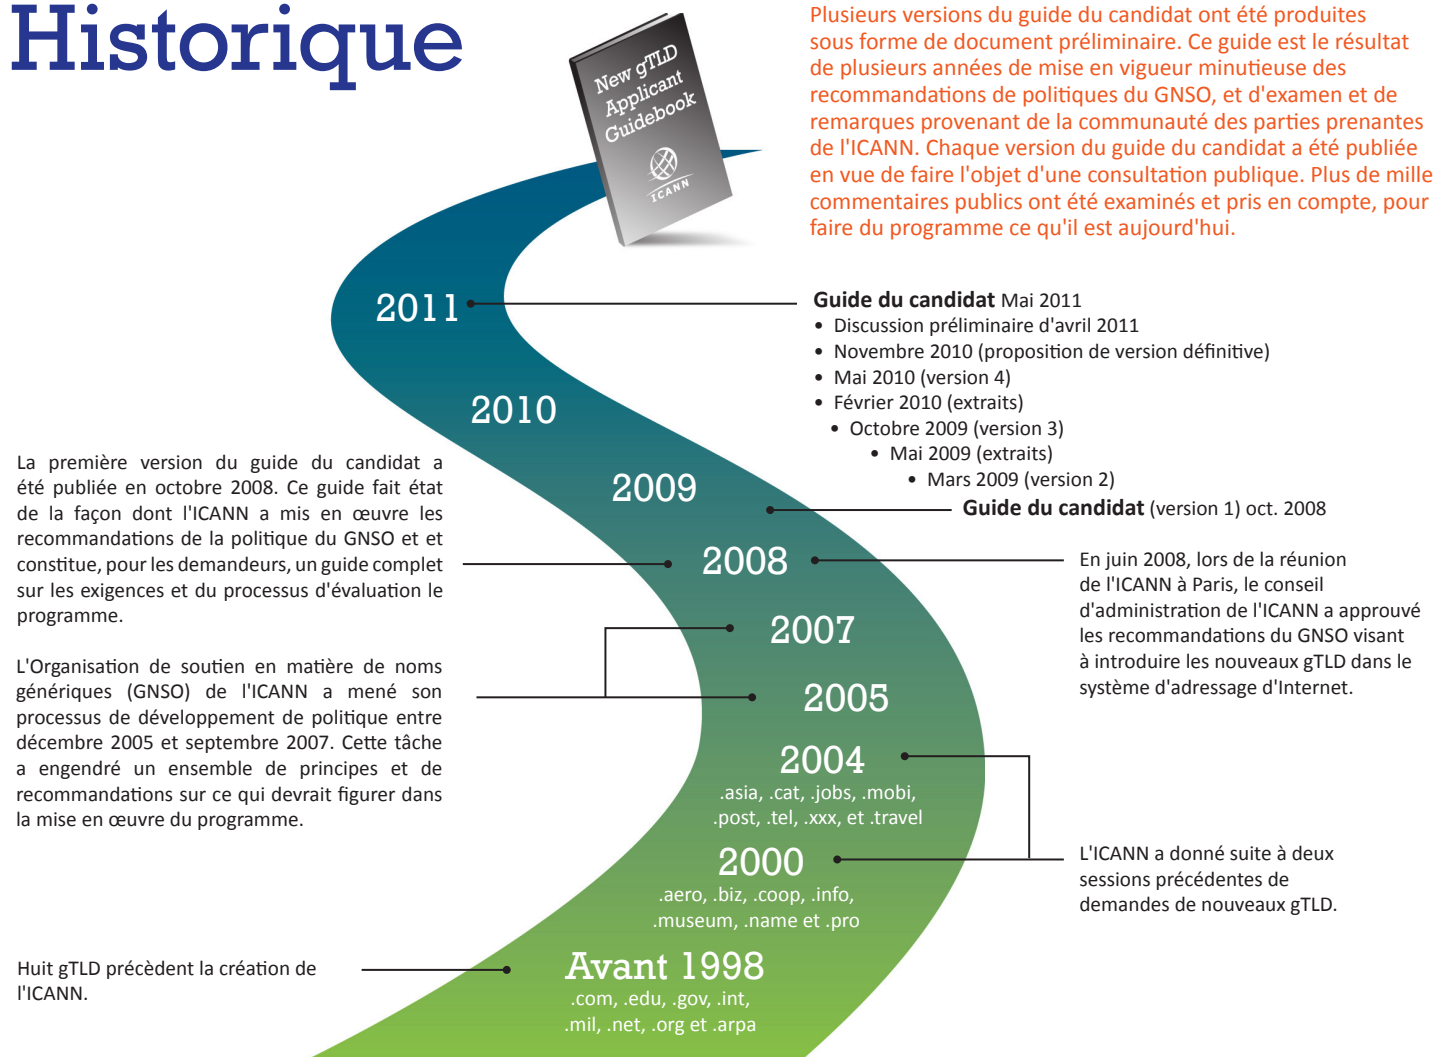 Historique
New gTLD
Applicant
Guidebook
ICANN
Plusieurs versions du guide du candidat ont été produites
sous forme de document préliminaire. Ce guide est le résultat
de plusieurs années de mise en vigueur minutieuse des
recommandations de politiques du GNSO, et d'examen et de
remarques provenant de la communauté des parties prenantes
de l'ICANN. Chaque version du guide du candidat a été publiée
en vue de faire l'objet d'une consultation publique. Plus de mille
commentaires publics ont été examinés et pris en compte, pour
faire du programme ce qu'il est aujourd'hui.
2011
Guide du candidat Mai 2011
• Discussion préliminaire d'avril 2011
• Novembre 2010 (proposition de version définitive)
• Mai 2010 (version 4)
• Février 2010 (extraits)
• Octobre 2009 (version 3)
• Mai 2009 (extraits)
• Mars 2009 (version 2)
Guide du candidat (version 1) oct. 2008
2010
2009
La première version du guide du candidat a
été publiée en octobre 2008. Ce guide fait état
de la façon dont l'ICANN a mis en œuvre les
recommandations de la politique du GNSO et et
constitue, pour les demandeurs, un guide complet
sur les exigences et du processus d'évaluation le
programme.
2008
En juin 2008, lors de la réunion
de l'ICANN à Paris, le conseil
d'administration de l'ICANN a approuvé
les recommandations du GNSO visant
à introduire les nouveaux gTLD dans le
système d'adressage d'Internet.
2007
L'Organisation de soutien en matière de noms
génériques (GNSO) de l'ICANN a mené son
processus de développement de politique entre
décembre 2005 et septembre 2007. Cette tâche
a engendré un ensemble de principes et de
recommandations sur ce qui devrait figurer dans
la mise en œuvre du programme.
2005
2004
.asia, .cat, .jobs, .mobi,
.post, .tel, .xxx, et .travel
2000
.aero, .biz, .coop, .info,
.museum, .name et .pro
L'ICANN a donné suite à deux
sessions précédentes de
demandes de nouveaux gTLD.
Huit gTLD précèdent la création de
l'ICANN.
Avant 1998
.com, .edu, .gov, .int,
.mil, .net, .org et .arpa